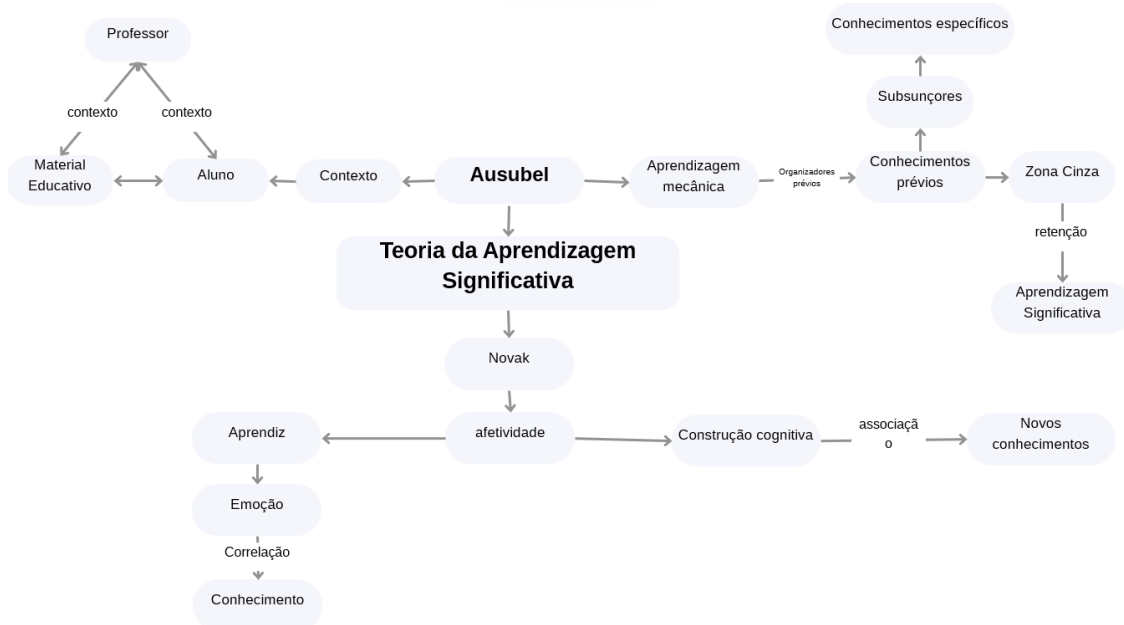 Professor
Conhecimentos específicos
Subsunçores
contexto
contexto
Material
Educativo
Aluno
Contexto
Ausubel
Aprendizagem
mecânica
Organizadores
prévios
Conhecimentos
prévios
Zona Cinza
retenção
Aprendizagem
Significativa
Teoria da Aprendizagem
Significativa
Novak
Aprendiz
afetividade
Construção cognitiva
associaçã
o
Novos
conhecimentos
Emoção
Correlação
Conhecimento